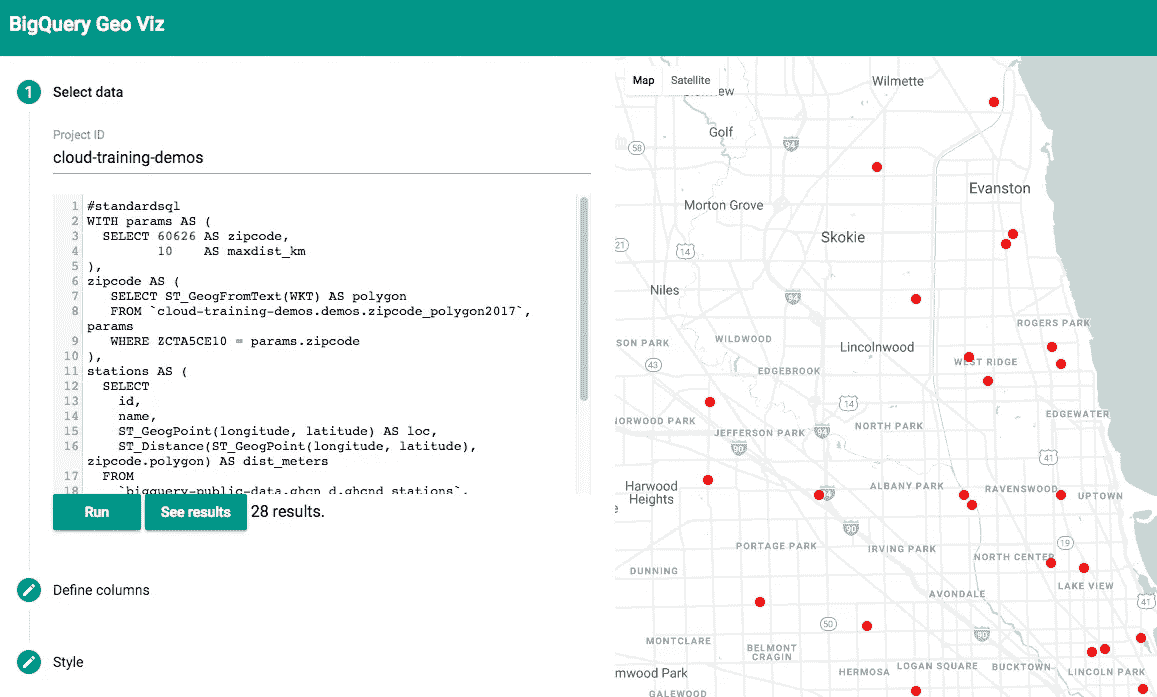 BigQuery Geo Viz
1 Select data
Project ID
cloud-training-demos
1 #standardsql
2 WITH params AS (
3 SELECT 60626 AS zipcode,
4 10 AS maxdist_km
5 ),
6 zipcode AS (
7 SELECT ST_GeogFromText(WKT) AS polygon
8 FROM `cloud-training-demos.demos.zipcode_polygon2017`,
params
9 WHERE ZCTA5CE10 = params.zipcode
10 ),
11 stations AS (
12 SELECT
13 id,
14 name,
15 ST_GeogPoint(longitude, latitude) AS loc,
16 ST_Distance(ST_GeogPoint(longitude, latitude),
zipcode.polygon) AS dist_meters
17 FROM
18 `bigquery-public-data.ghcn_d.ghcnd_stations`,
Run
See results
28 results.
Define columns
Style
Map
Satellite
ew
Wilmette
Golf
94
58
Evanston
Morton Grove
Skokie
21
14
Niles
94
ROGERS PARK
SON PARK
WILDWOOD
Lincolnwood
WEST RIDGE
43
EDGEBROOK
14
EDGEWATER
NORWOOD PARK
JEFFERSON PARK
94
NORTH PARK
90
41
Harwood
Heights
ALBANY PARK
RAVENSWOOD
UPTOWN
90
PORTAGE PARK
IRVING PARK
19
NORTH CENTER
DUNNING
LAKE VIEW
AVONDALE
41
50
90
MONTCLARE
BELMONT
CRAGIN
HERMOSA
LOGAN SQUARE
BUCKTOWN
LINCOLN PARK
mwood Park
GALEWOOD